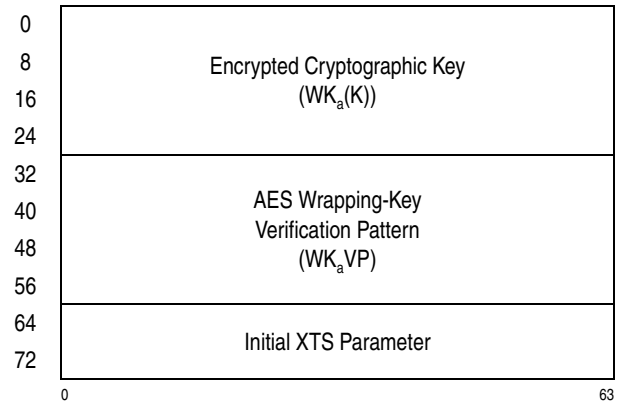 0
8
16
24
32
40
48
56
64
72
Encrypted Cryptographic Key
(WKa(K))
AES Wrapping-Key
Verification Pattern
(WKaVP)
Initial XTS Parameter
0 63